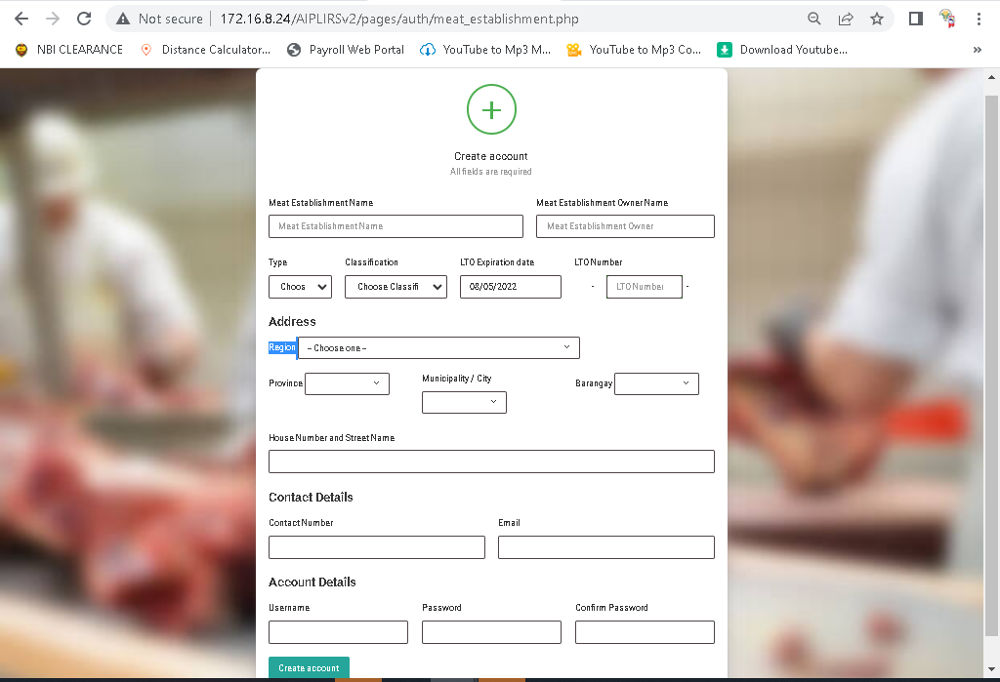 Not secure | 172.16.8.24/AIPLIRSv2/pages/auth/meat_establishment.php
NBI CLEARANCE Distance Calculator... Payroll Web Portal YouTube to Mp3 M... YouTube to Mp3 Co... Download Youtube... »
Create account
All fields are required
Meat Establishment Name Meat Establishment Owner Name
Meat Establishment Name Meat Establishment Owner
Type Classification LTO Expiration date LTO Number
Choos Choose Classifi 08/05/2022 - LTO Number -
Address
Region -- Choose one --
Province Municipality / City Barangay
House Number and Street Name
Contact Details
Contact Number Email
Account Details
Username Password Confirm Password
Create account